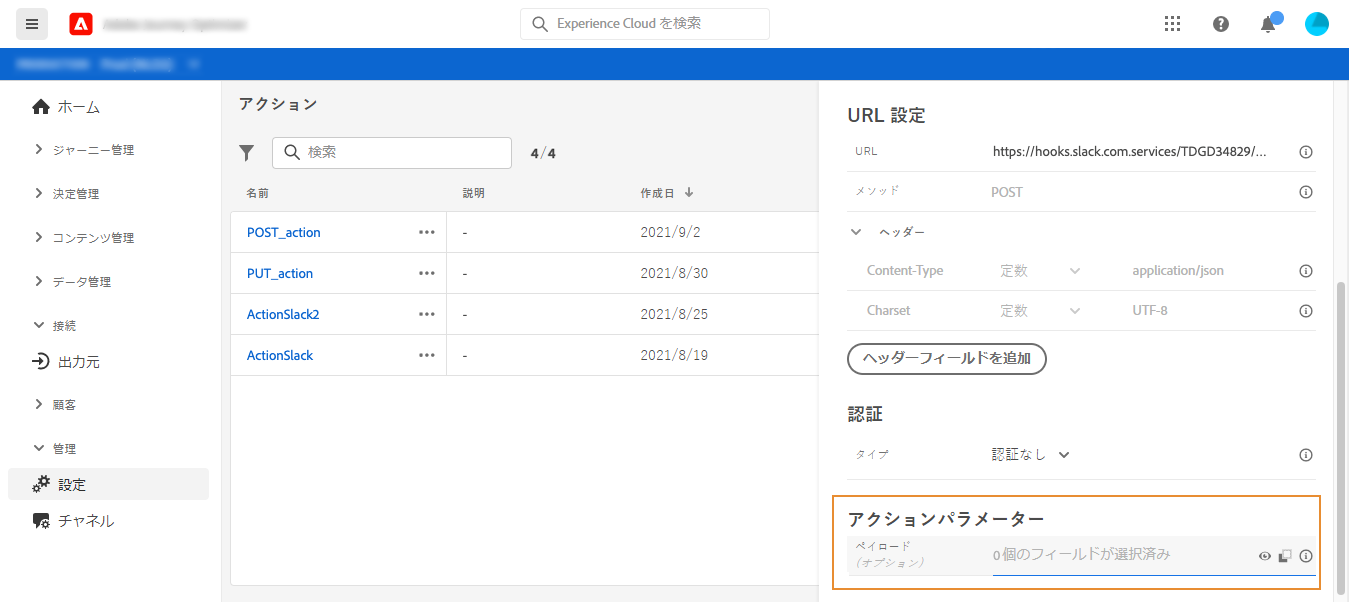 Experience Cloud を検索
ホーム
ジャーニー管理
決定管理
コンテンツ管理
データ管理
接続
出力元
顧客
管理
設定
チャネル
アクション
検索
4/4
名前 説明 作成日
POST_action - 2021/9/2
PUT_action - 2021/8/30
ActionSlack2 - 2021/8/25
ActionSlack - 2021/8/19
URL 設定
URL https://hooks.slack.com.services/TDGD34829/...
メソッド POST
ヘッダー
Content-Type 定数 application/json
Charset 定数 UTF-8
ヘッダーフィールドを追加
認証
タイプ 認証なし
アクションパラメーター
ペイロード
(オプション)
0 個のフィールドが選択済み